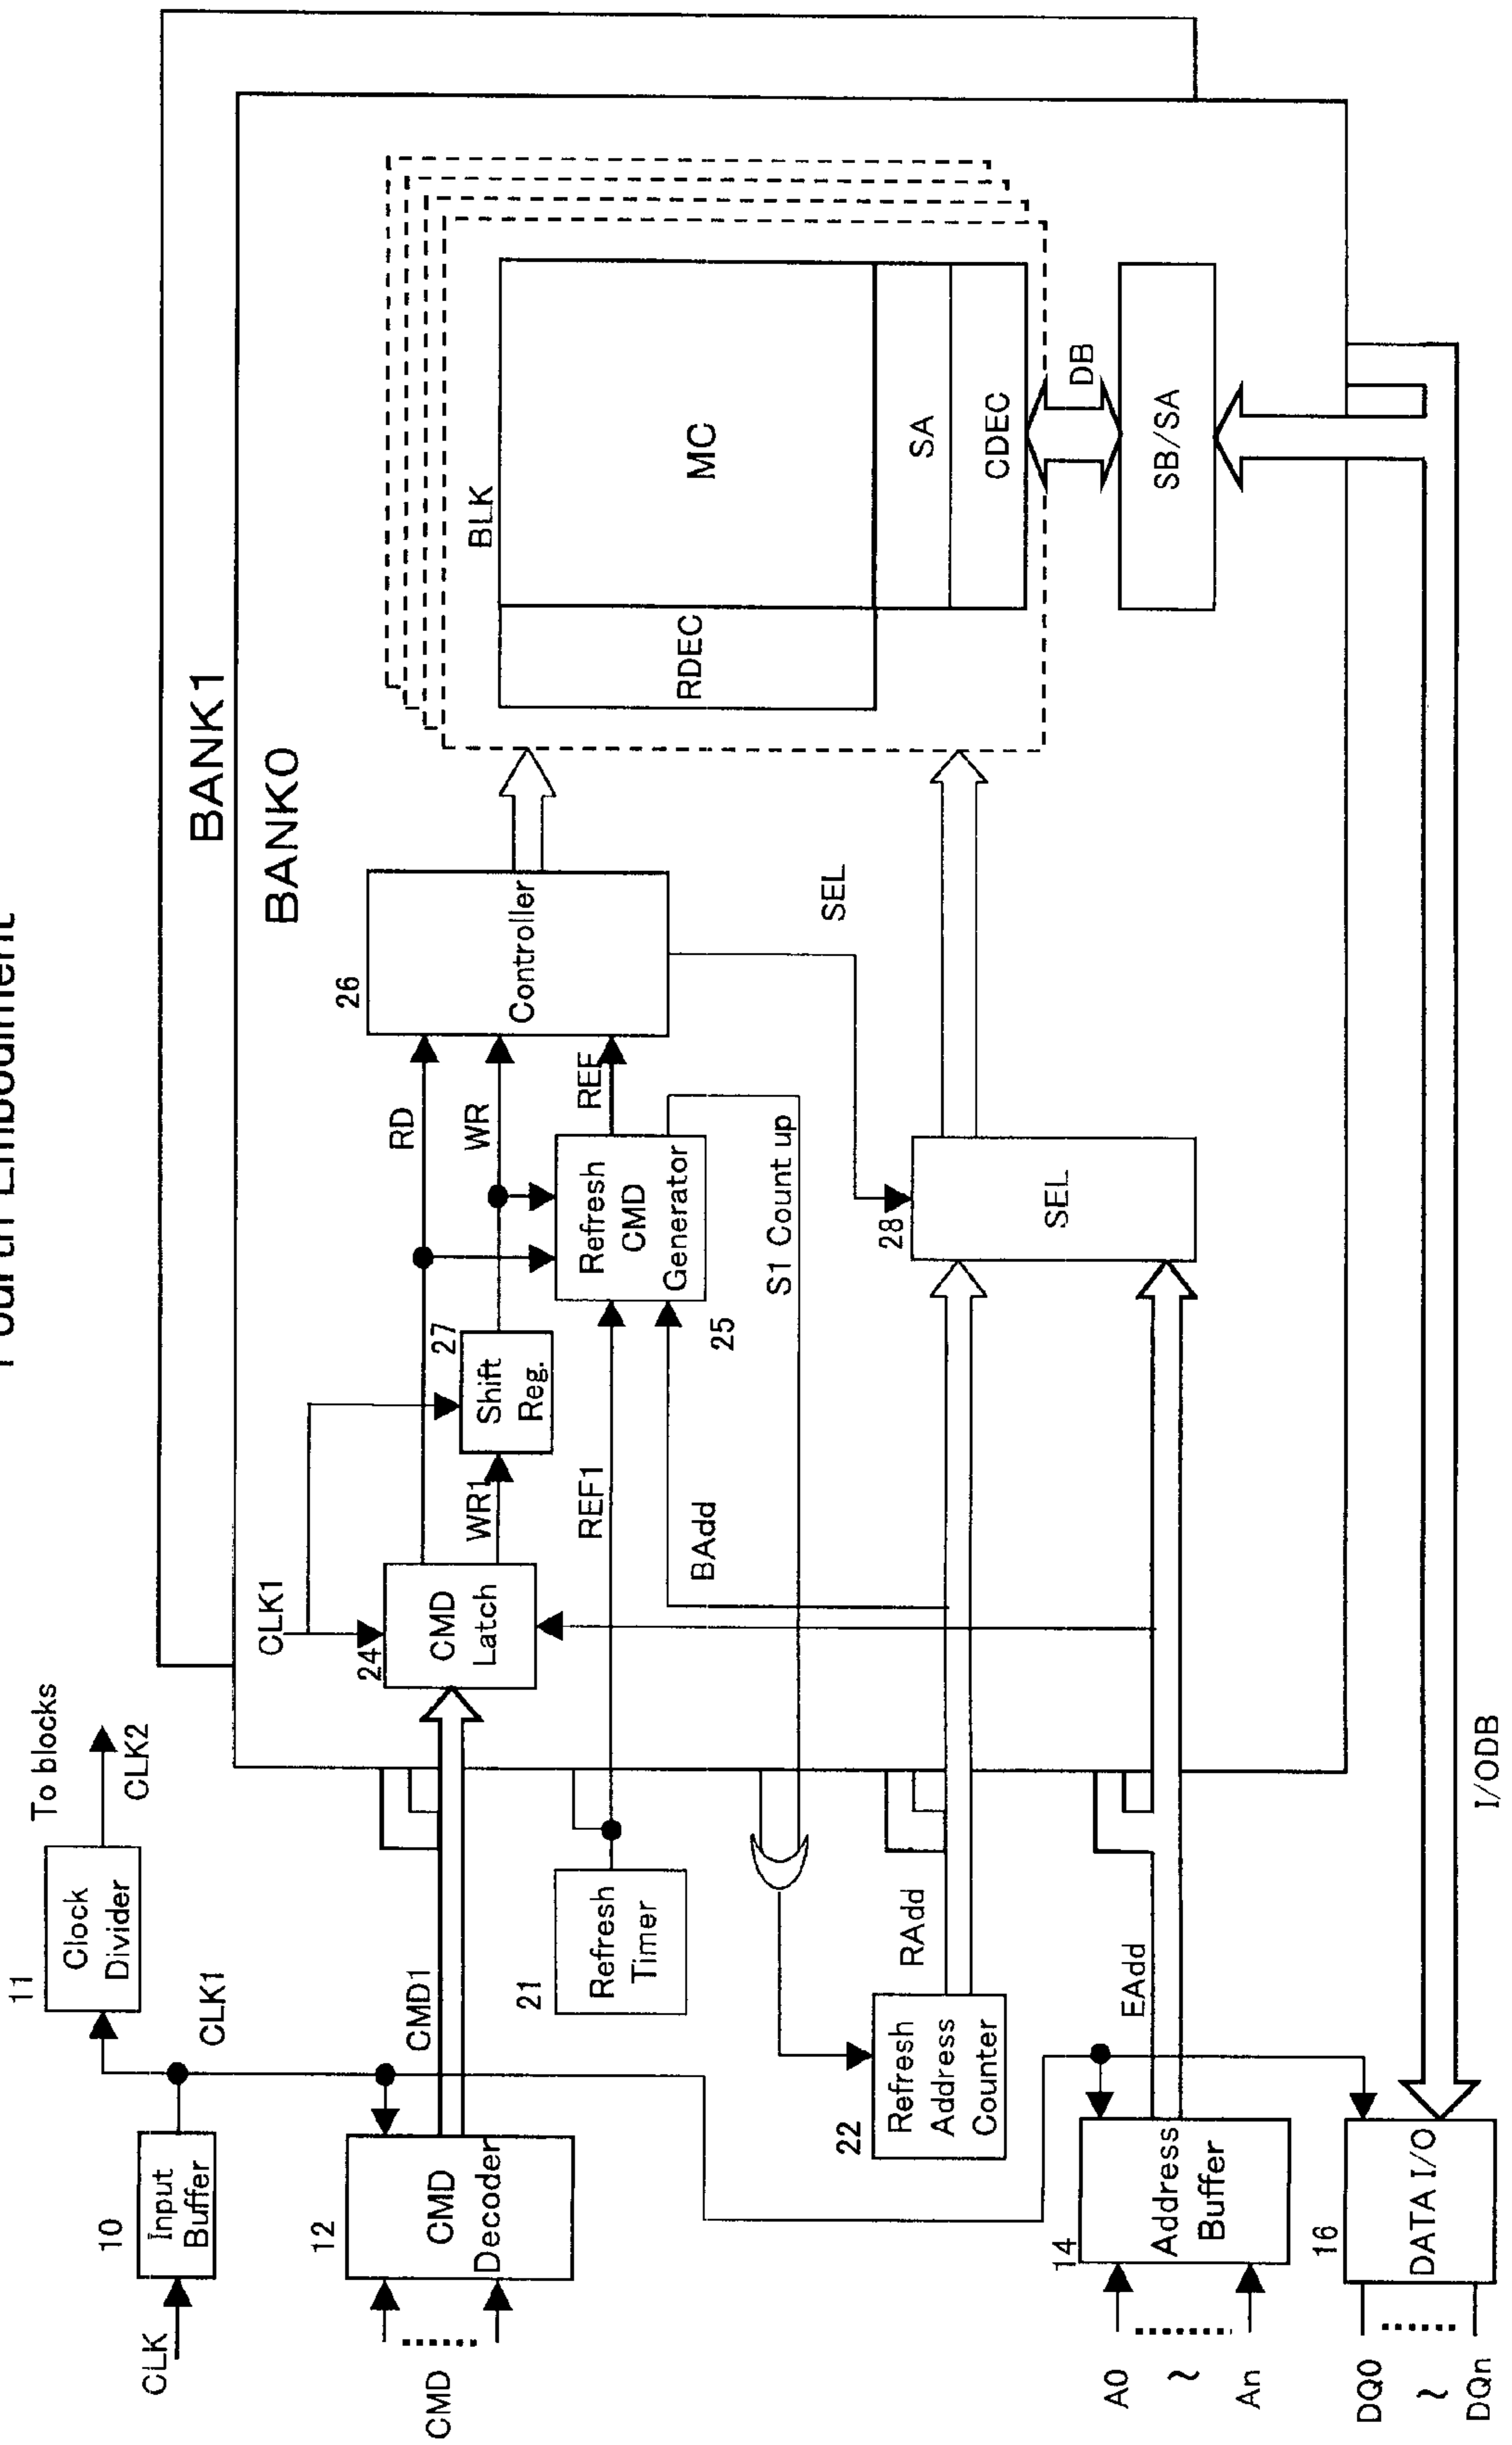 Fourth Embodiment
BANK1
BANK0
To blocks
CLK2
11
Clock
Divider
CLK1
10
Input
Buffer
CLK
12
CMD
Decoder
CMD
CMD1
CLK1
24
CMD
Latch
RD
WR1
27
Shift
Reg.
WR
26
Controller
21
Refresh
Timer
REF1
Refresh
CMD
Generator
25
REF
BAdd
S1 Count up
SEL
22
Refresh
Address
Counter
RAdd
28
SEL
14
Address
Buffer
EAdd
A0
~
An
16
DATA I/O
DQ0
~
DQn
I/ODB
BLK
MC
RDEC
SA
CDEC
DB
SB/SA